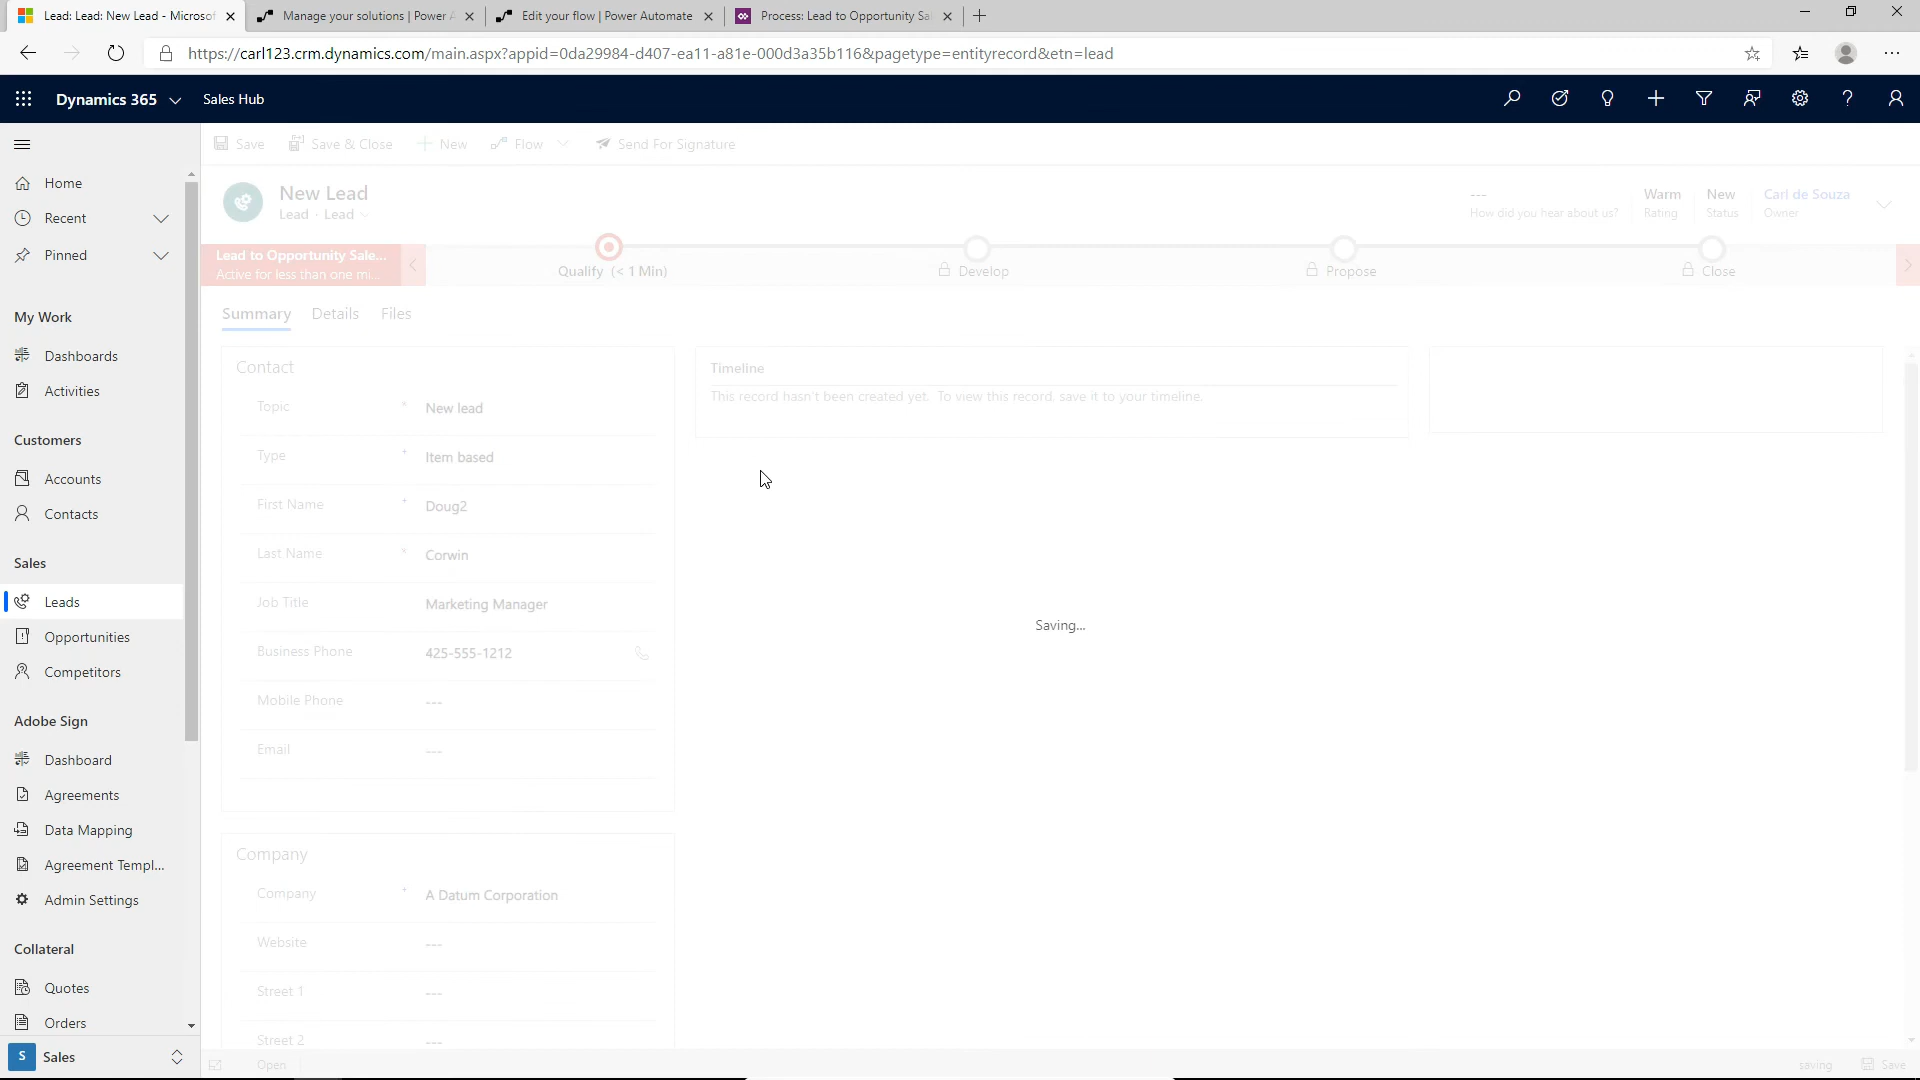 Lead: Lead: New Lead - Microsof
Manage your solutions | Power A
Edit your flow | Power Automate
Process: Lead to Opportunity Sa
https://carl123.crm.dynamics.com/main.aspx?appid=0da29984-d407-ea11-a81e-000d3a35b116&pagetype=entityrecord&etn=lead
Dynamics 365
Sales Hub
Save
Save & Close
New
Flow
Send For Signature
Home
Recent
Pinned
My Work
Dashboards
Activities
Customers
Accounts
Contacts
Sales
Leads
Opportunities
Competitors
Adobe Sign
Dashboard
Agreements
Data Mapping
Agreement Templ...
Admin Settings
Collateral
Quotes
Orders
S Sales
New Lead
Lead · Lead
---
How did you hear about us?
Warm
Rating
New
Status
Carl de Souza
Owner
Lead to Opportunity Sale...
Active for less than one mi...
Qualify (< 1 Min)
Develop
Propose
Close
Summary
Details
Files
Contact
Topic * New lead
Type + Item based
First Name + Doug2
Last Name * Corwin
Job Title Marketing Manager
Business Phone 425-555-1212
Mobile Phone ---
Email ---
Company
Company + A Datum Corporation
Website ---
Street 1 ---
Street 2 ---
Timeline
This record hasn't been created yet. To view this record, save it to your timeline.
Saving...
Open
saving
Save